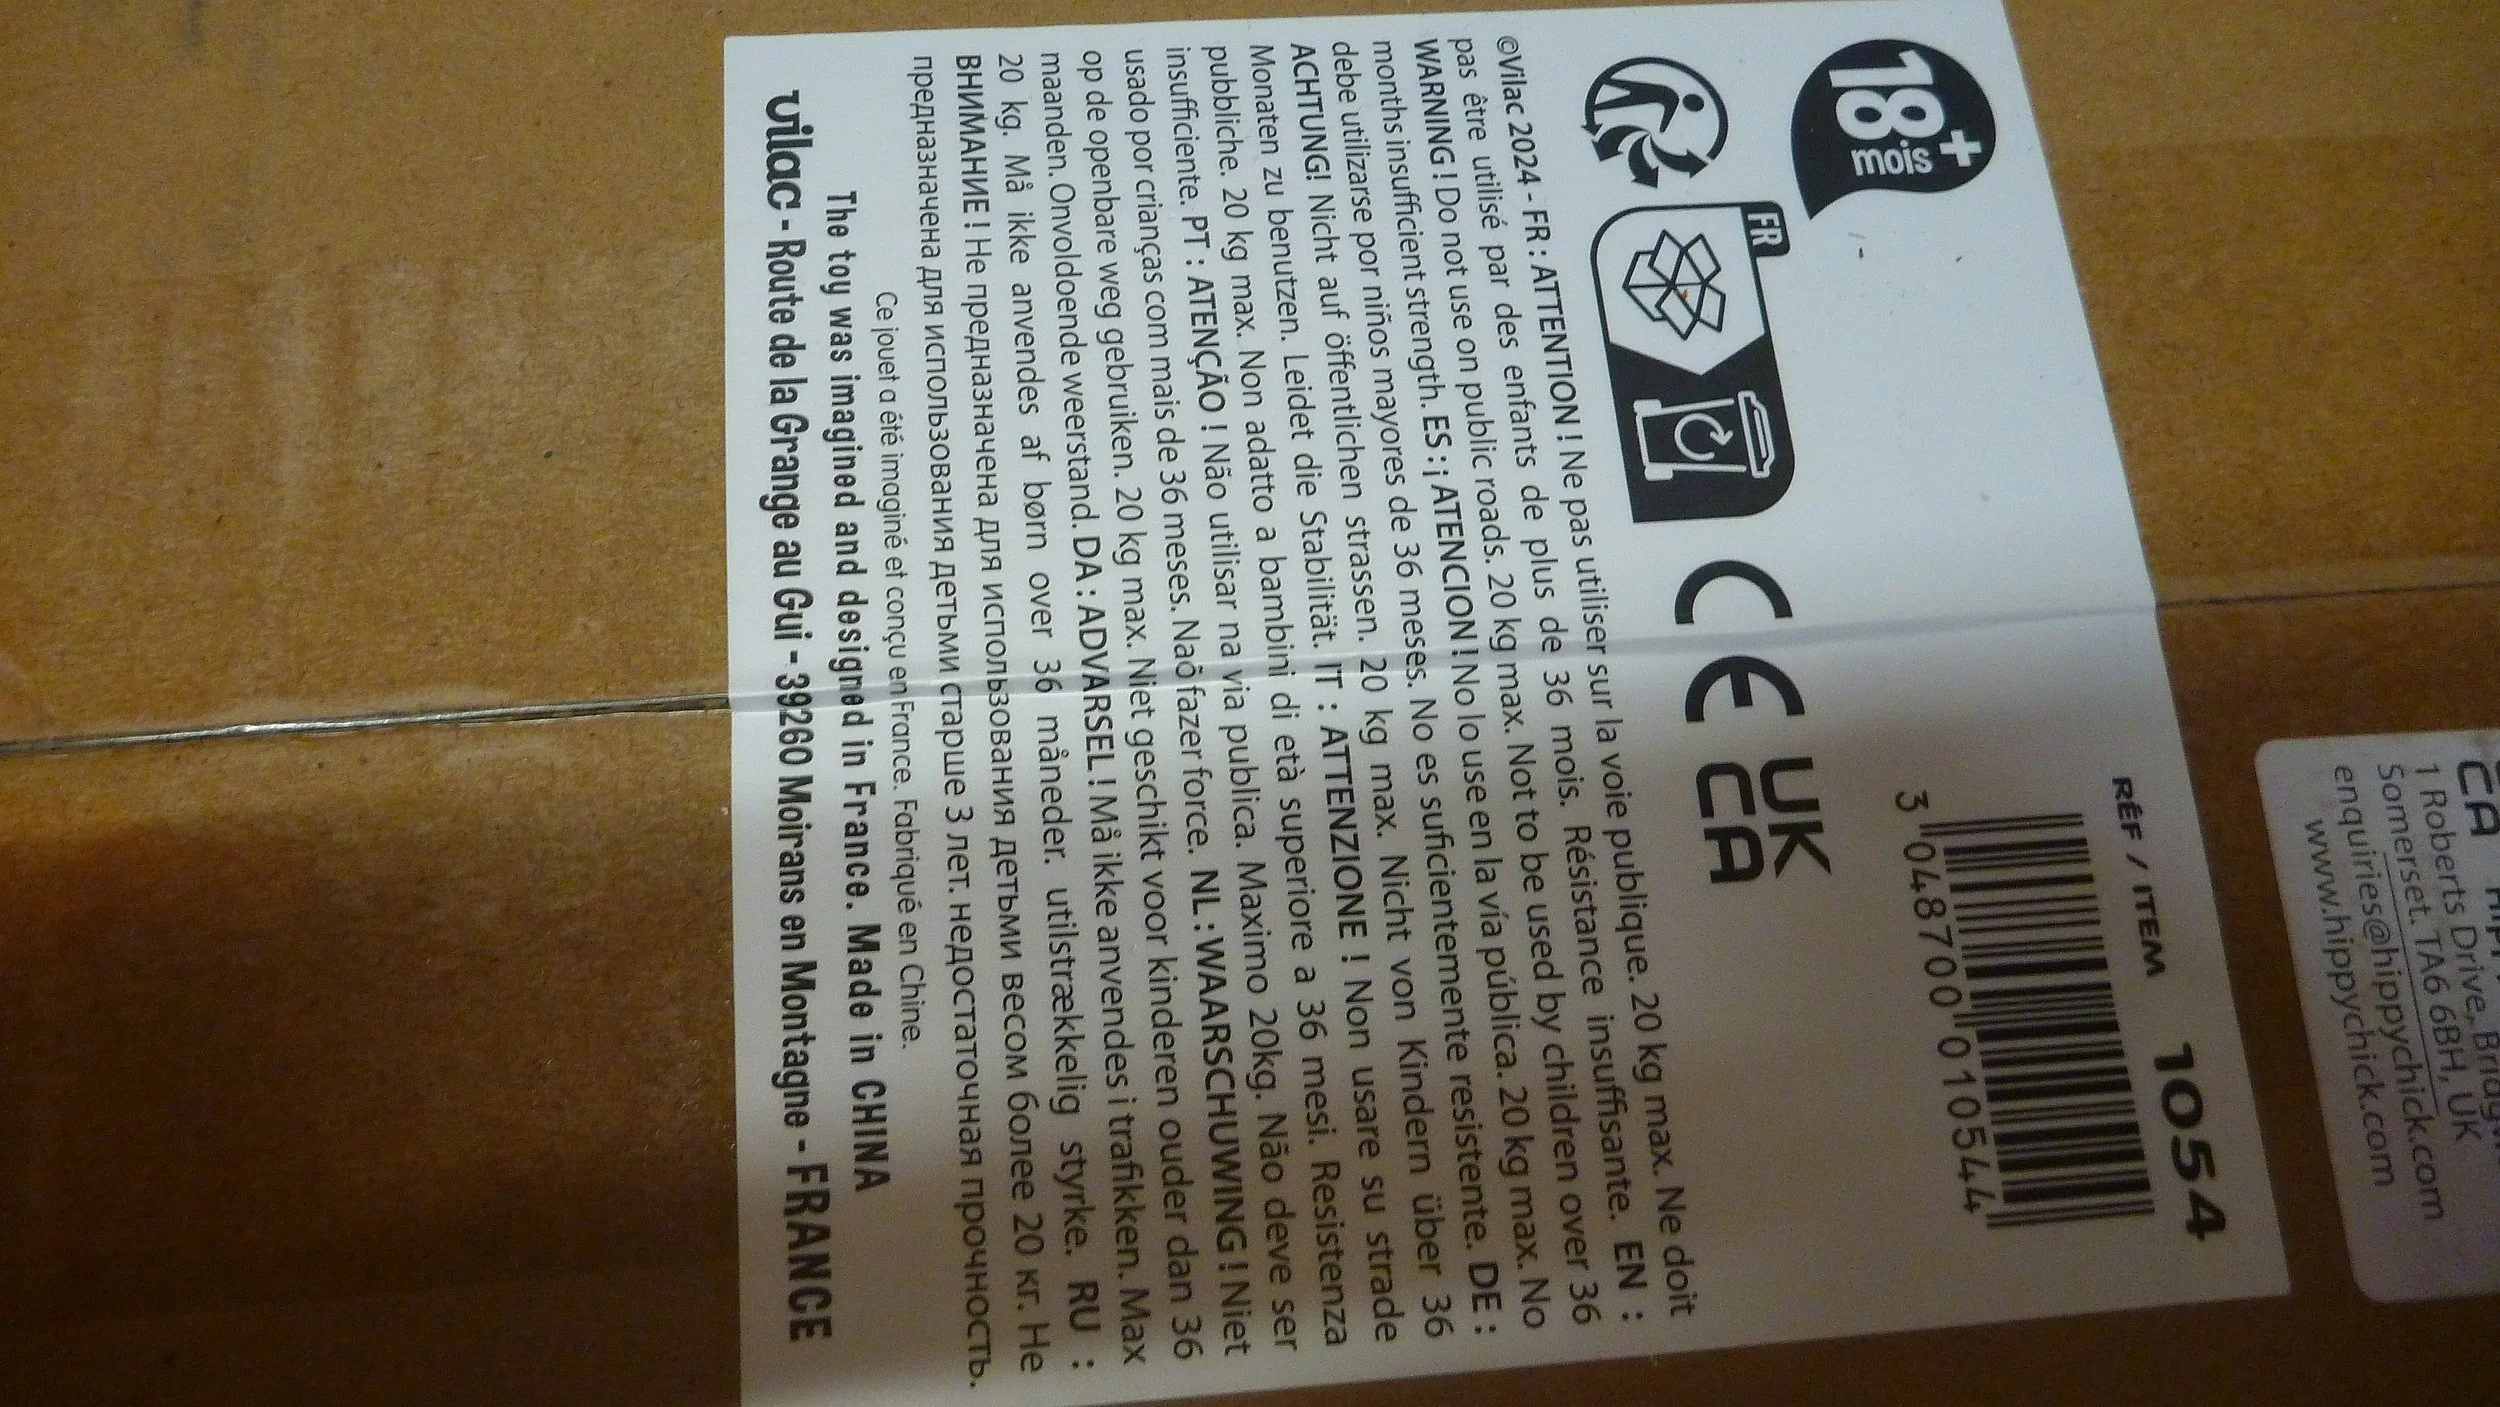 18+
mois
FR
UK
CA
RÉF / ITEM 1054
3 048700 010544
©Vilac 2024 - FR : ATTENTION ! Ne pas utiliser sur la voie publique. 20 kg max. Ne doit
pas être utilisé par des enfants de plus de 36 mois. Résistance insuffisante. EN :
WARNING ! Do not use on public roads. 20 kg max. Not to be used by children over 36
months insufficient strength. ES : ¡ ATENCION ! No lo use en la vía pública. 20 kg max. No
debe utilizarse por niños mayores de 36 meses. No es suficientemente resistente. DE :
ACHTUNG! Nicht auf öffentlichen strassen. 20 kg max. Nicht von Kindern über 36
Monaten zu benutzen. Leidet die Stabilität. IT : ATTENZIONE ! Non usare su strade
pubbliche. 20 kg max. Non adatto a bambini di età superiore a 36 mesi. Resistenza
insufficiente. PT : ATENÇÃO ! Não utilisar na via publica. Maximo 20kg. Não deve ser
usado por crianças com mais de 36 meses. Naõ fazer force. NL : WAARSCHUWING ! Niet
op de openbare weg gebruiken. 20 kg max. Niet geschikt voor kinderen ouder dan 36
maanden. Onvoldoende weerstand. DA : ADVARSEL ! Må ikke anvendes i trafikken. Max
20 kg. Må ikke anvendes af børn over 36 måneder. utilstrækkelig styrke. RU :
ВНИМАНИЕ ! Не предназначена для использования детьми весом более 20 кг. Не
предназначена для использования детьми старше 3 лет. недостаточная прочность.
Ce jouet a été imaginé et conçu en France. Fabriqué en Chine.
The toy was imagined and designed in France. Made in CHINA
vilac - Route de la Grange au Gui - 39260 Moirans en Montagne - FRANCE
CA
1 Roberts Drive,
Somerset. TA6 6BH, UK
enquiries@hippychick.com
www.hippychick.com